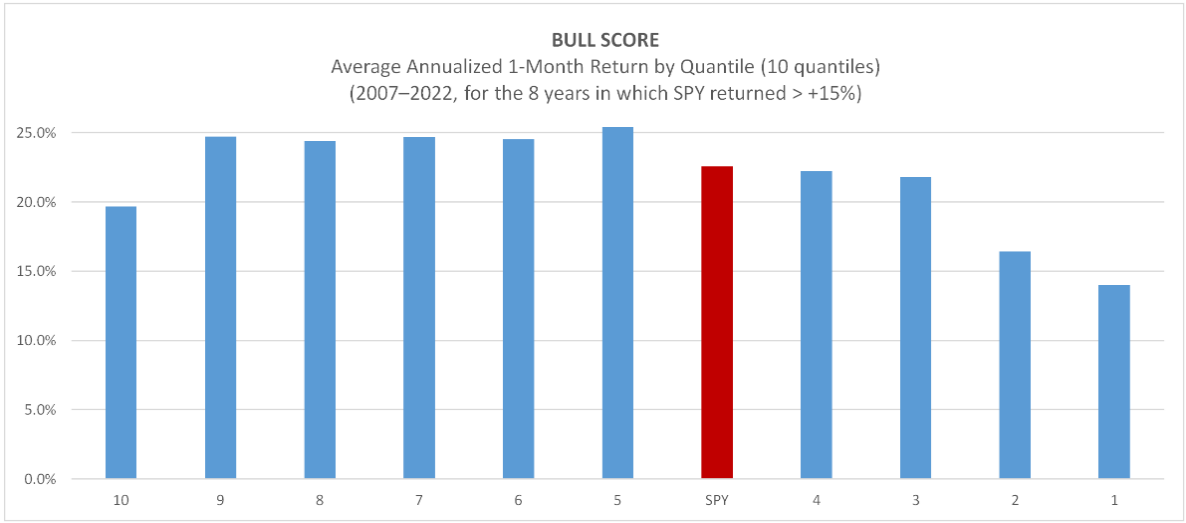 BULL SCORE
Average Annualized 1-Month Return by Quantile (10 quantiles)
(2007–2022, for the 8 years in which SPY returned > +15%)
25.0%
20.0%
15.0%
10.0%
5.0%
0.0%
10 9 8 7 6 5 SPY 4 3 2 1